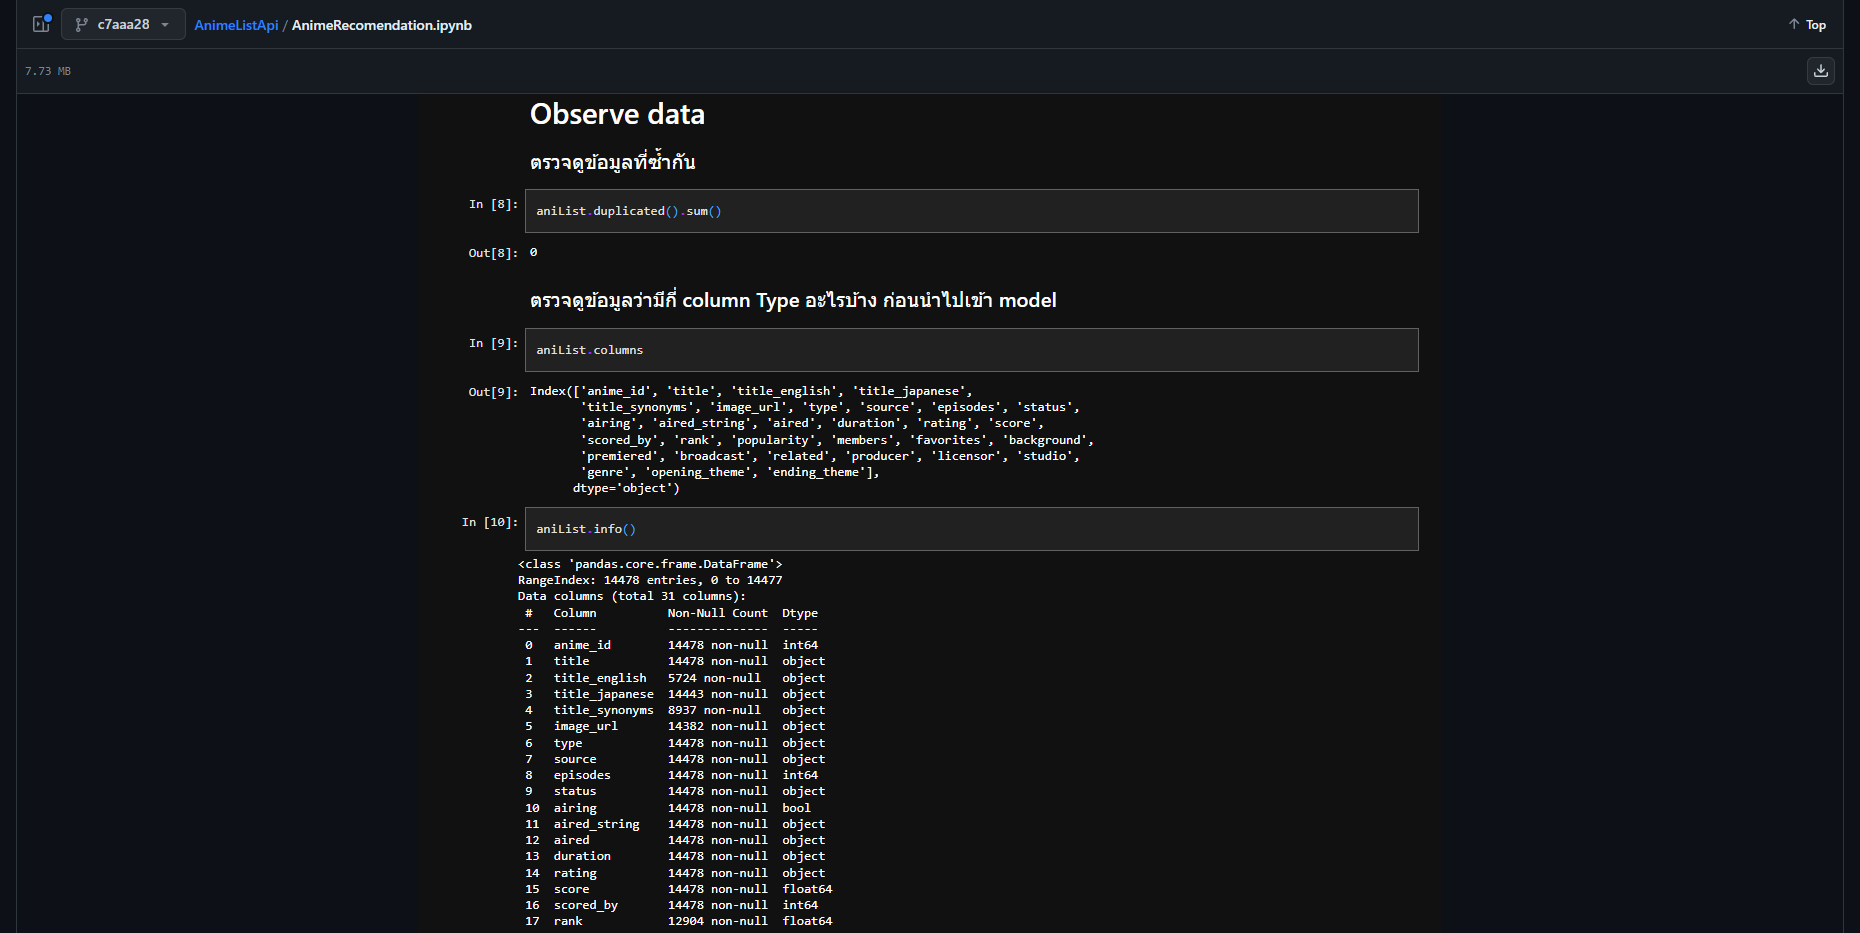 c7aaa28 AnimeListApi / AnimeRecomendation.ipynb Top
7.73 MB
Observe data
ตรวจดูข้อมูลที่ซ้ำกัน
In [8]: aniList.duplicated().sum()
Out[8]: 0
ตรวจดูข้อมูลว่ามีกี่ column Type อะไรบ้าง ก่อนนำไปเข้า model
In [9]: aniList.columns
Out[9]: Index(['anime_id', 'title', 'title_english', 'title_japanese',
'title_synonyms', 'image_url', 'type', 'source', 'episodes', 'status',
'airing', 'aired_string', 'aired', 'duration', 'rating', 'score',
'scored_by', 'rank', 'popularity', 'members', 'favorites', 'background',
'premiered', 'broadcast', 'related', 'producer', 'licensor', 'studio',
'genre', 'opening_theme', 'ending_theme'],
dtype='object')
In [10]: aniList.info()
<class 'pandas.core.frame.DataFrame'>
RangeIndex: 14478 entries, 0 to 14477
Data columns (total 31 columns):
# Column Non-Null Count Dtype
--- ------ -------------- -----
0 anime_id 14478 non-null int64
1 title 14478 non-null object
2 title_english 5724 non-null object
3 title_japanese 14443 non-null object
4 title_synonyms 8937 non-null object
5 image_url 14382 non-null object
6 type 14478 non-null object
7 source 14478 non-null object
8 episodes 14478 non-null int64
9 status 14478 non-null object
10 airing 14478 non-null bool
11 aired_string 14478 non-null object
12 aired 14478 non-null object
13 duration 14478 non-null object
14 rating 14478 non-null object
15 score 14478 non-null float64
16 scored_by 14478 non-null int64
17 rank 12904 non-null float64